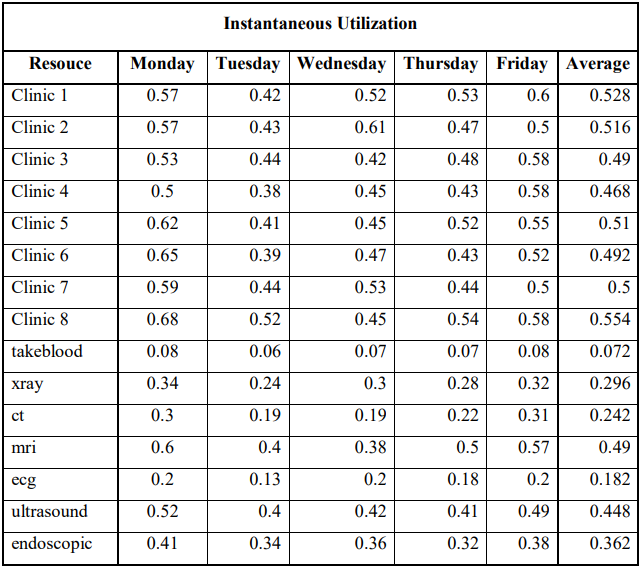 Instantaneous Utilization
Resouce Monday Tuesday Wednesday Thursday Friday Average
Clinic 1 0.57 0.42 0.52 0.53 0.6 0.528
Clinic 2 0.57 0.43 0.61 0.47 0.5 0.516
Clinic 3 0.53 0.44 0.42 0.48 0.58 0.49
Clinic 4 0.5 0.38 0.45 0.43 0.58 0.468
Clinic 5 0.62 0.41 0.45 0.52 0.55 0.51
Clinic 6 0.65 0.39 0.47 0.43 0.52 0.492
Clinic 7 0.59 0.44 0.53 0.44 0.5 0.5
Clinic 8 0.68 0.52 0.45 0.54 0.58 0.554
takeblood 0.08 0.06 0.07 0.07 0.08 0.072
xray 0.34 0.24 0.3 0.28 0.32 0.296
ct 0.3 0.19 0.19 0.22 0.31 0.242
mri 0.6 0.4 0.38 0.5 0.57 0.49
ecg 0.2 0.13 0.2 0.18 0.2 0.182
ultrasound 0.52 0.4 0.42 0.41 0.49 0.448
endoscopic 0.41 0.34 0.36 0.32 0.38 0.362